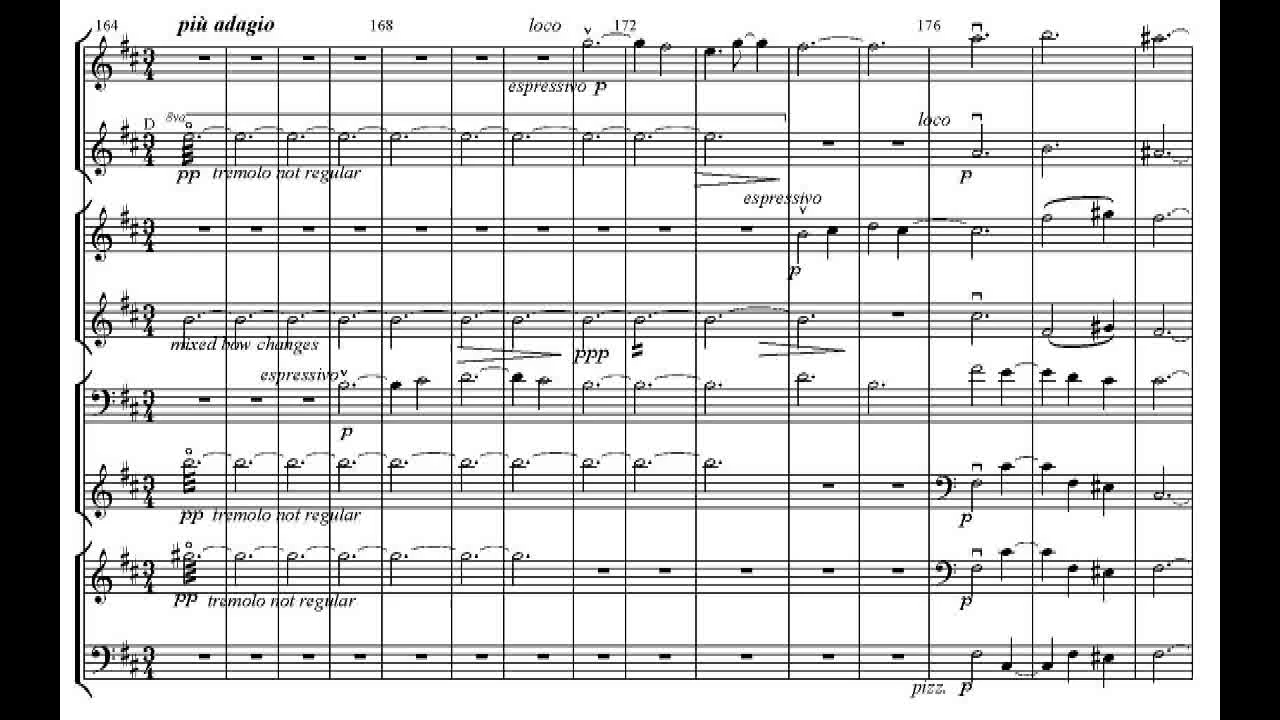 164 più adagio 168 loco 172 176
espressivo p
D 8va loco
pp tremolo not regular p
espressivo
p
mixed bow changes ppp
espressivo
p
pp tremolo not regular p
pp tremolo not regular p
pizz. p